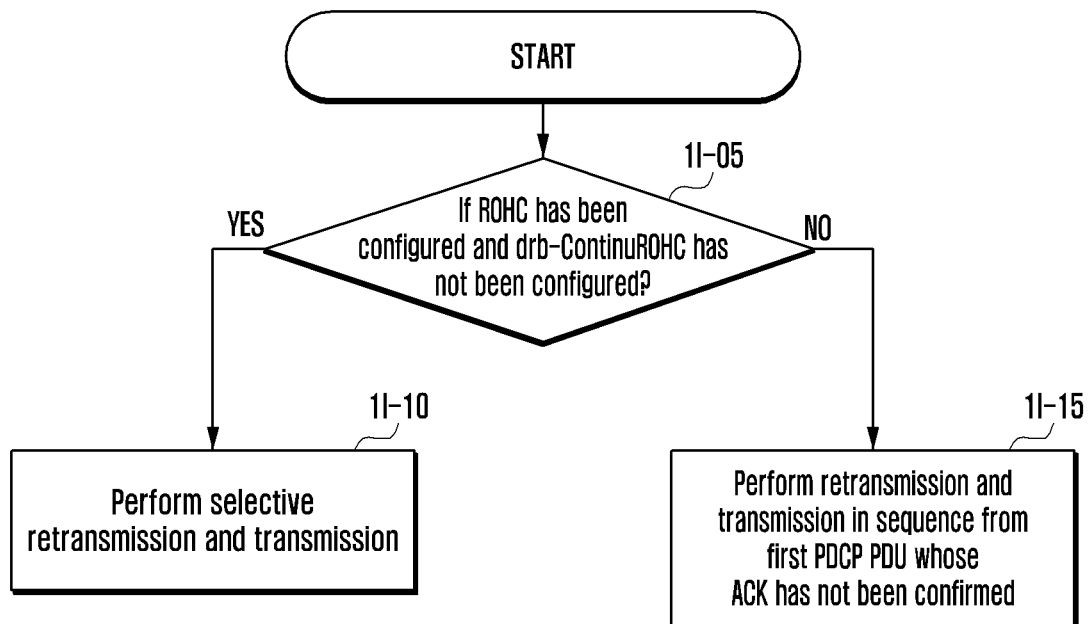 START
1I-05
If ROHC has been
configured and drb-ContinuROHC has
not been configured?
YES
NO
1I-10
Perform selective
retransmission and transmission
1I-15
Perform retransmission and
transmission in sequence from
first PDCP PDU whose
ACK has not been confirmed